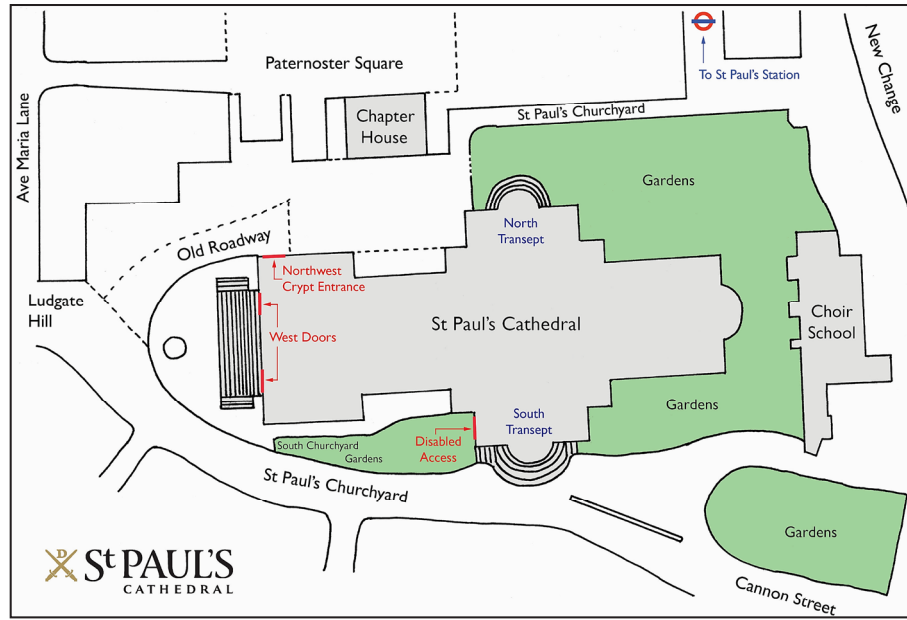 Paternoster Square
To St Paul's Station
New Change
Ave Maria Lane
Chapter
House
St Paul's Churchyard
Gardens
North
Transept
Old Roadway
Northwest
Crypt Entrance
Ludgate
Hill
St Paul's Cathedral
Choir
School
West Doors
Gardens
South
Transept
Disabled
Access
South Churchyard
Gardens
St Paul's Churchyard
Gardens
Cannon Street
D
St PAUL'S
CATHEDRAL